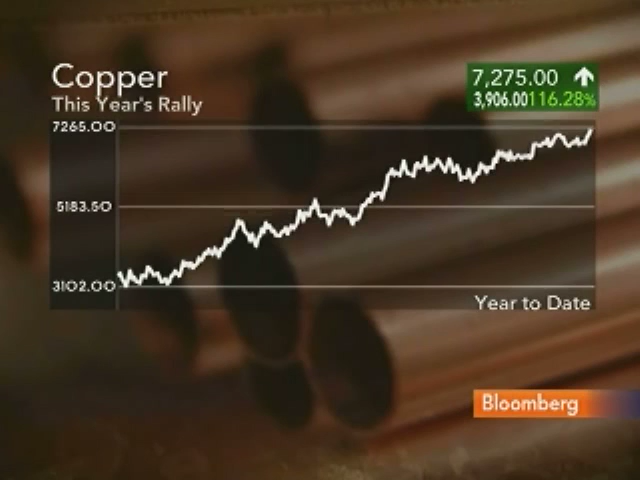 Copper
This Year's Rally
7,275.00
3,906.00 116.28%
7265.00
5183.50
3102.00
Year to Date
Bloomberg